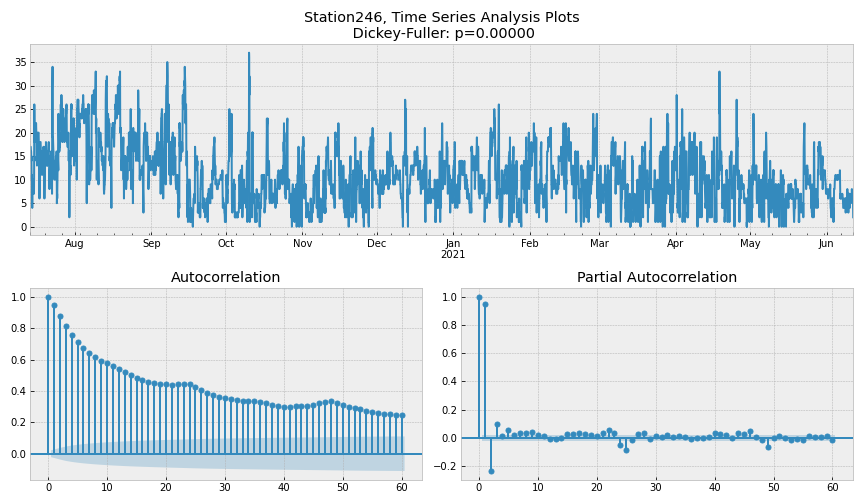 Station246, Time Series Analysis Plots
Dickey-Fuller: p=0.00000
35
30
25
20
15
10
5
0
Aug
Sep
Oct
Nov
Dec
Jan
2021
Feb
Mar
Apr
May
Jun
Autocorrelation
1.0
0.8
0.6
0.4
0.2
0.0
0
10
20
30
40
50
60
Partial Autocorrelation
1.0
0.8
0.6
0.4
0.2
0.0
−0.2
0
10
20
30
40
50
60